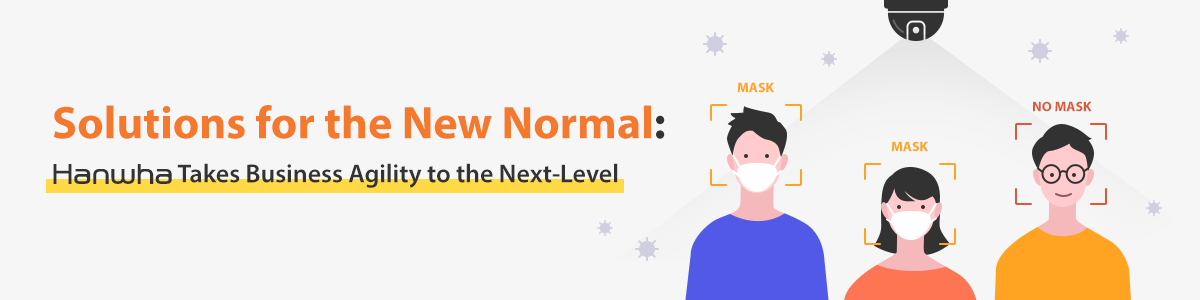 Solutions for the New Normal:
Hanwha Takes Business Agility to the Next-Level
MASK
MASK
NO MASK